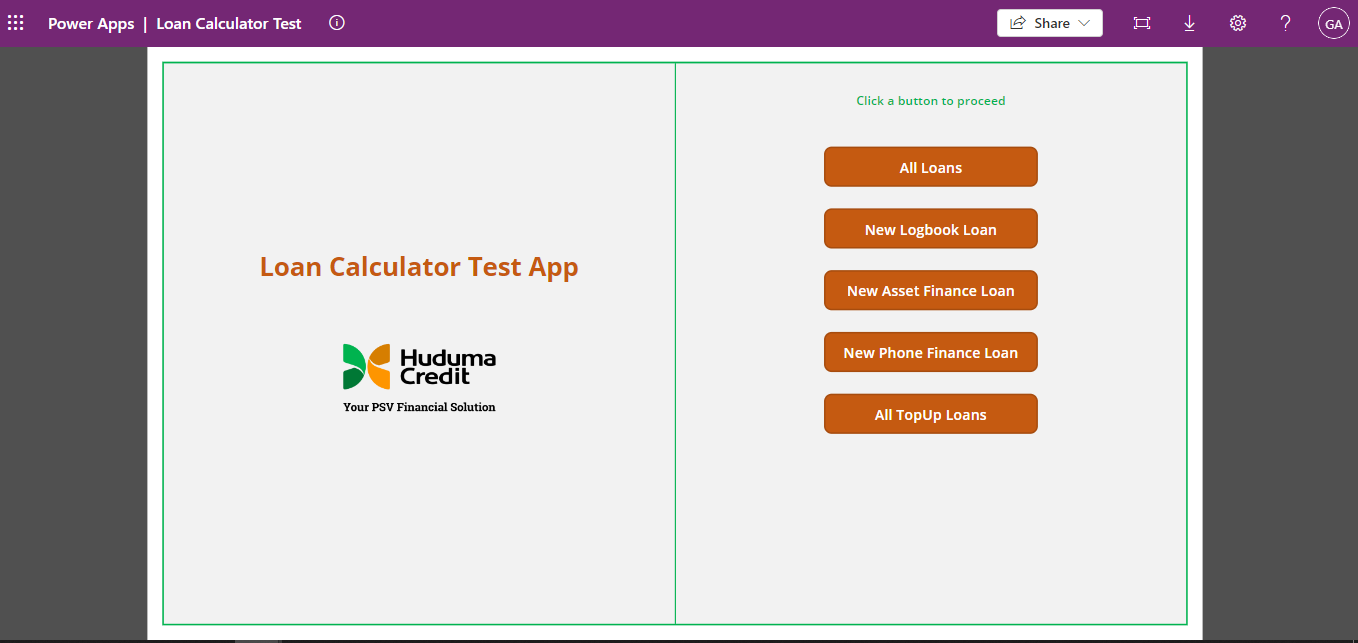 Power Apps | Loan Calculator Test
Share
GA
Loan Calculator Test App
Huduma
Credit
Your PSV Financial Solution
Click a button to proceed
All Loans
New Logbook Loan
New Asset Finance Loan
New Phone Finance Loan
All TopUp Loans